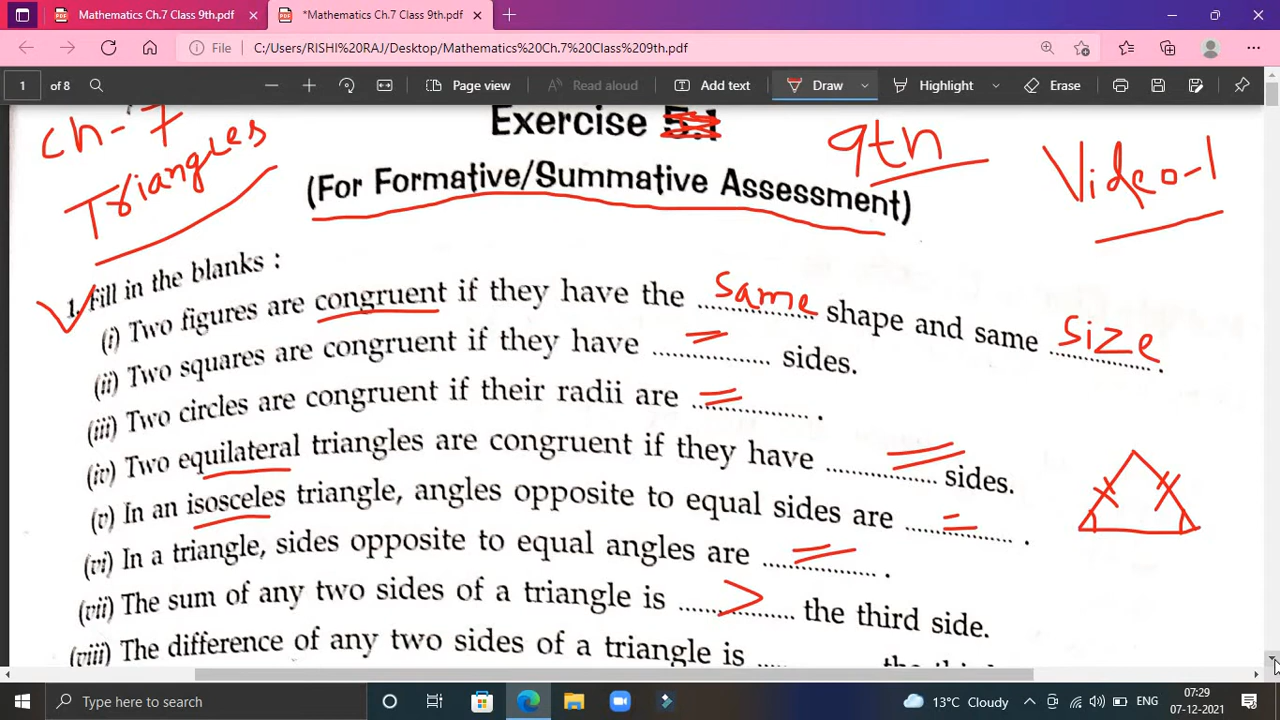 Mathematics Ch.7 Class 9th.pdf
*Mathematics Ch.7 Class 9th.pdf
File C:/Users/RISHI%20RAJ/Desktop/Mathematics%20Ch.7%20Class%209th.pdf
1 of 8 Page view Read aloud Add text Draw Highlight Erase
Ch-7
Triangles
Exercise
9th
Video-1
(For Formative/Summative Assessment)
1. Fill in the blanks :
(i) Two figures are congruent if they have the same shape and same size.
(ii) Two squares are congruent if they have = sides.
(iii) Two circles are congruent if their radii are = .
(iv) Two equilateral triangles are congruent if they have = sides.
(v) In an isosceles triangle, angles opposite to equal sides are = .
(vi) In a triangle, sides opposite to equal angles are = .
(vii) The sum of any two sides of a triangle is > the third side.
(viii) The difference of any two sides of a triangle is ......
Type here to search
13°C Cloudy ENG 07:29
07-12-2021